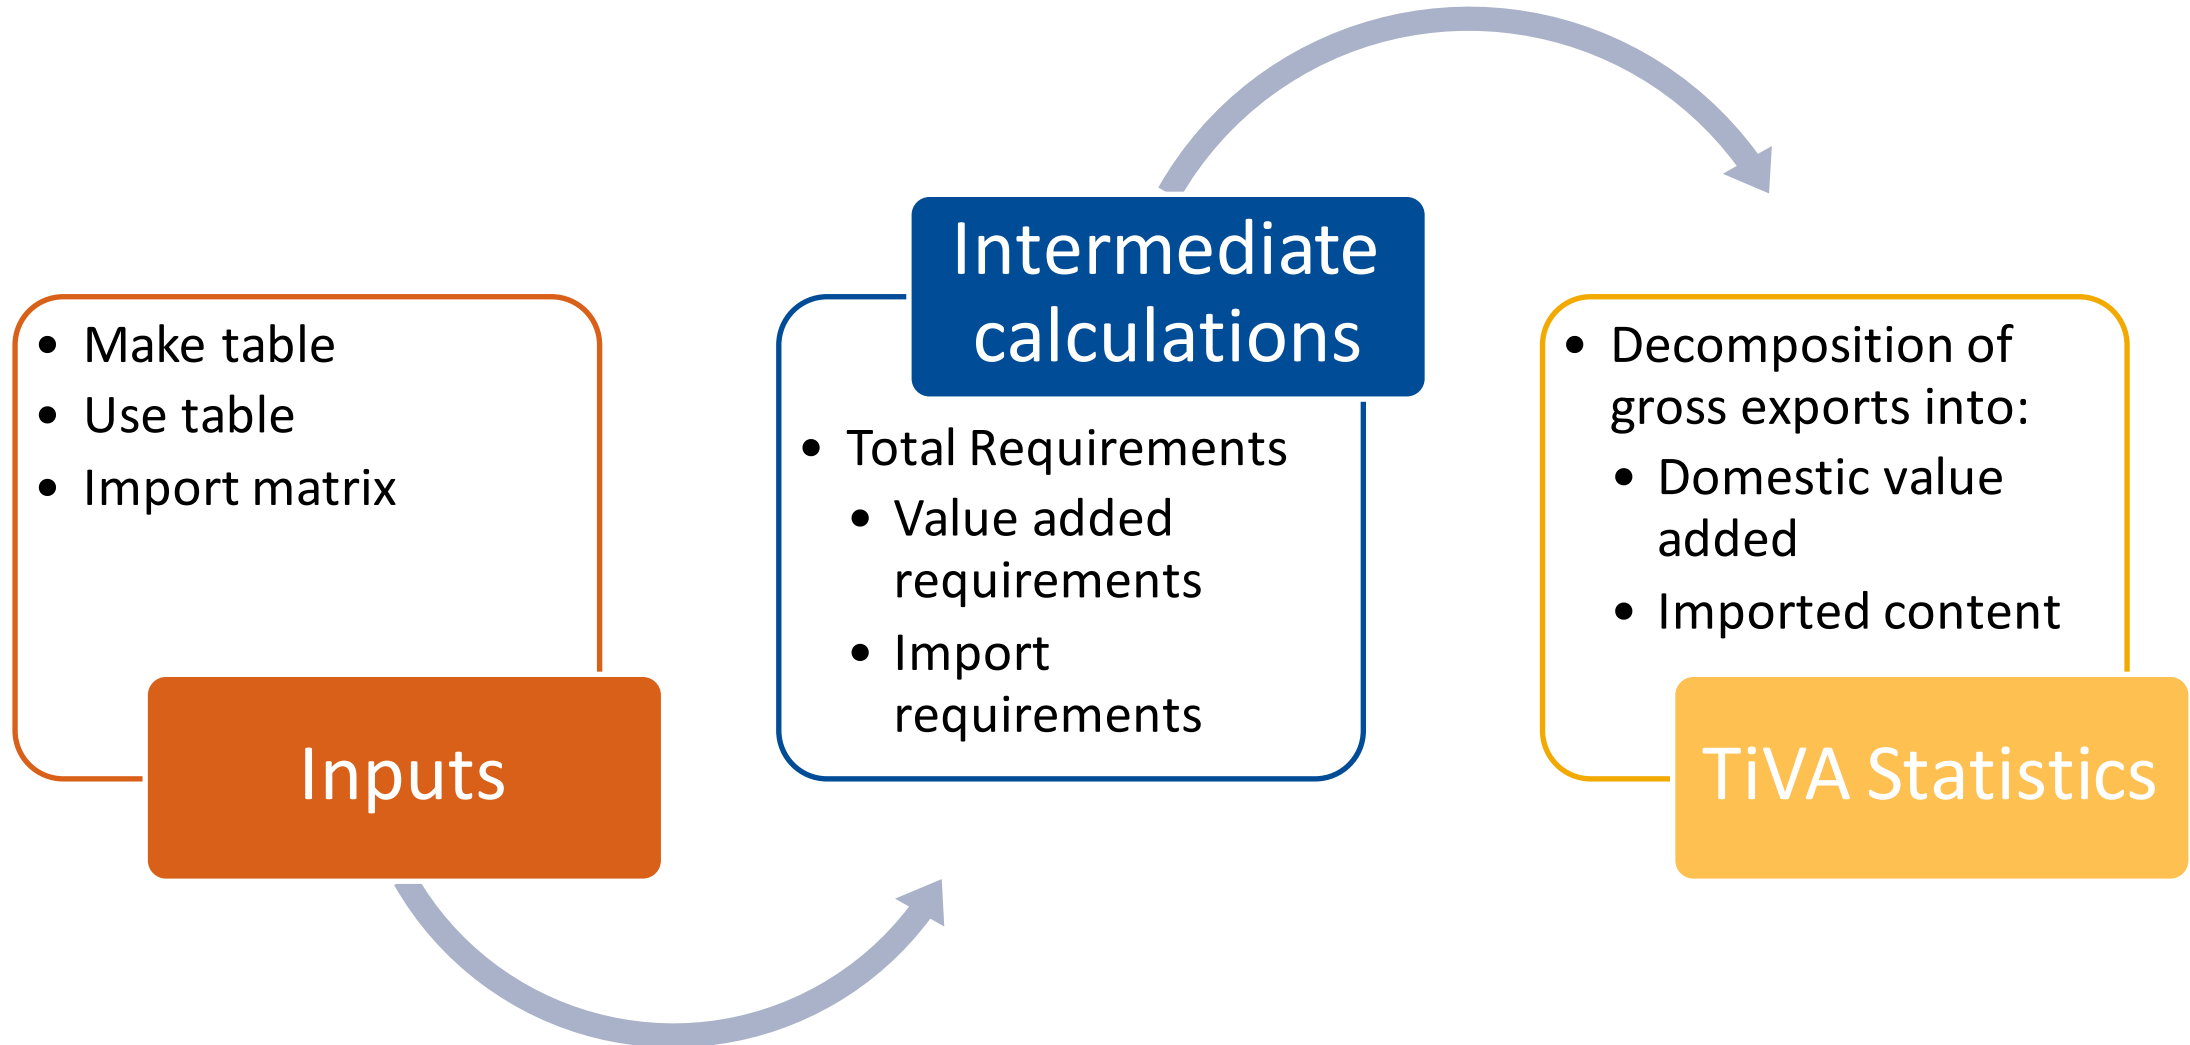 • Make table
• Use table
• Import matrix
Inputs
Intermediate
calculations
• Total Requirements
• Value added
requirements
• Import
requirements
• Decomposition of
gross exports into:
• Domestic value
added
• Imported content
TiVA Statistics